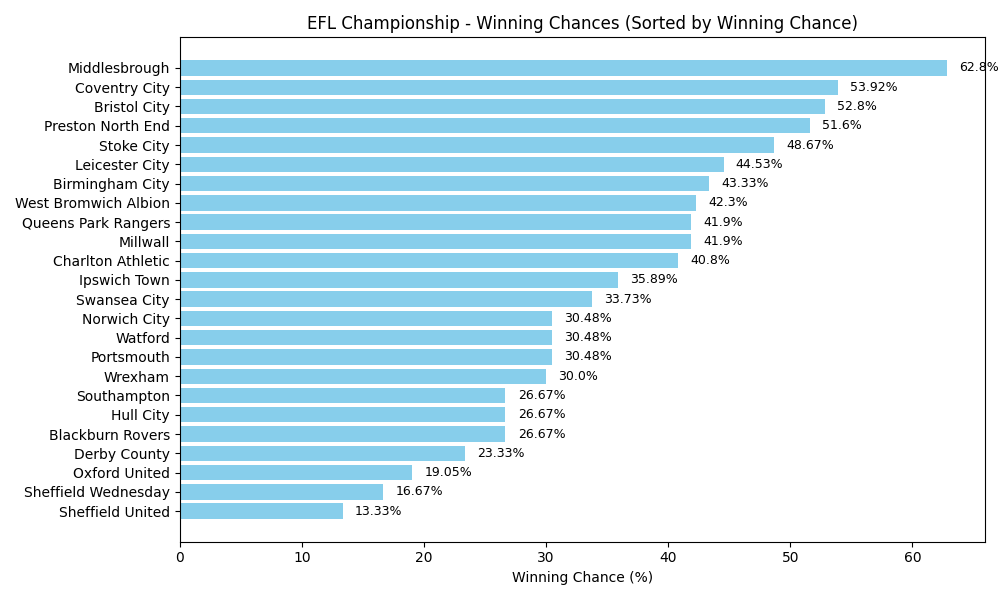 EFL Championship - Winning Chances (Sorted by Winning Chance)
Middlesbrough 62.8%
Coventry City 53.92%
Bristol City 52.8%
Preston North End 51.6%
Stoke City 48.67%
Leicester City 44.53%
Birmingham City 43.33%
West Bromwich Albion 42.3%
Queens Park Rangers 41.9%
Millwall 41.9%
Charlton Athletic 40.8%
Ipswich Town 35.89%
Swansea City 33.73%
Norwich City 30.48%
Watford 30.48%
Portsmouth 30.48%
Wrexham 30.0%
Southampton 26.67%
Hull City 26.67%
Blackburn Rovers 26.67%
Derby County 23.33%
Oxford United 19.05%
Sheffield Wednesday 16.67%
Sheffield United 13.33%
0 10 20 30 40 50 60
Winning Chance (%)